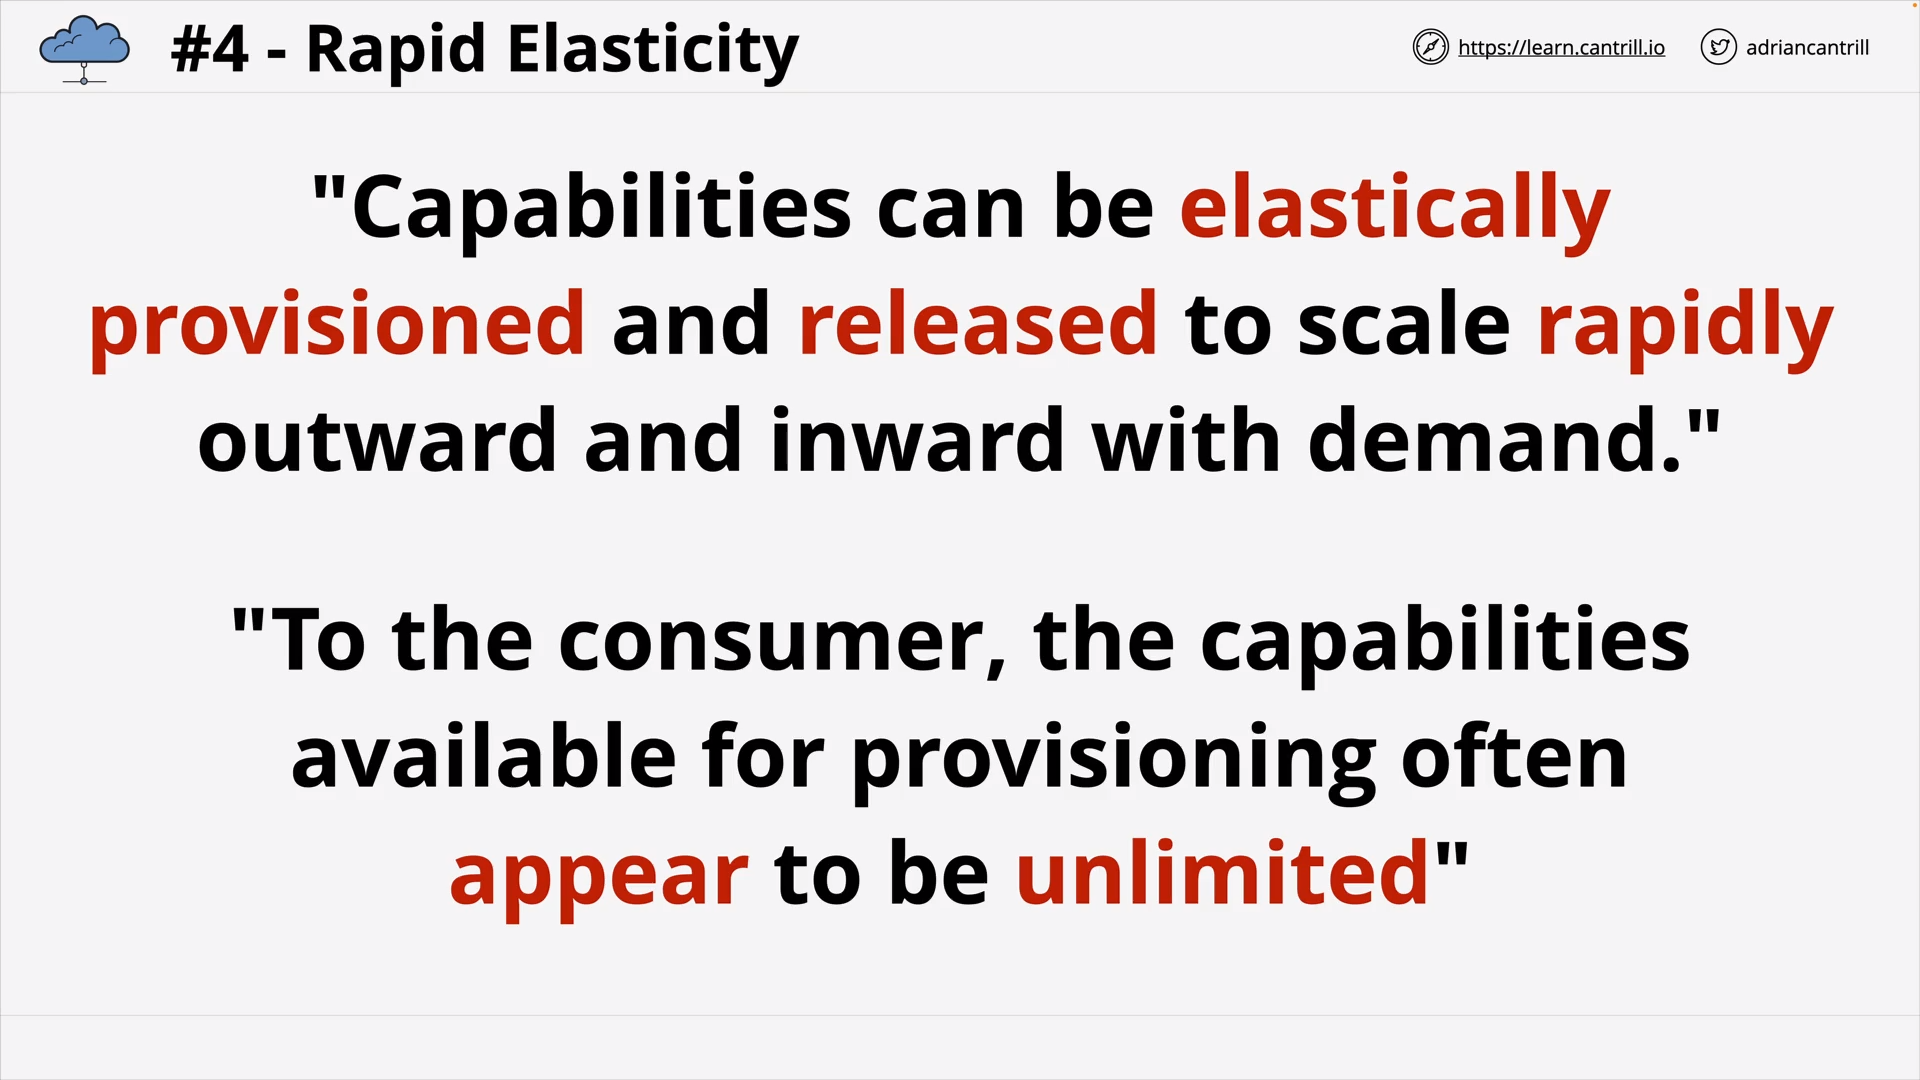 #4 - Rapid Elasticity
https://learn.cantrill.io
adriancantrill
"Capabilities can be elastically
provisioned and released to scale rapidly
outward and inward with demand."
"To the consumer, the capabilities
available for provisioning often
appear to be unlimited"